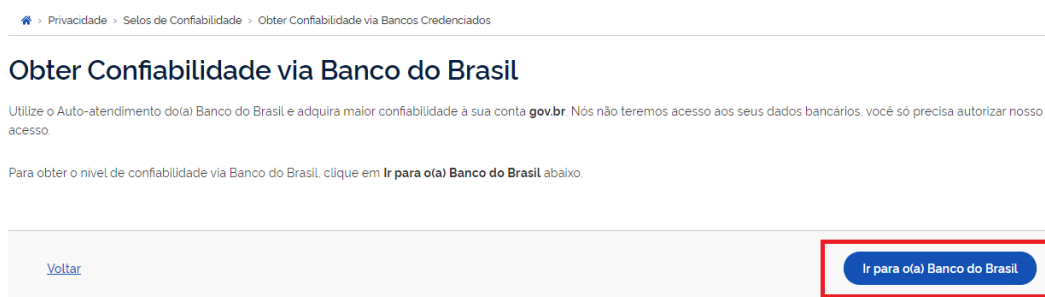 Privacidade > Selos de Confiabilidade > Obter Confiabilidade via Bancos Credenciados
Obter Confiabilidade via Banco do Brasil
Utilize o Auto-atendimento do(a) Banco do Brasil e adquira maior confiabilidade à sua conta gov.br. Nós não teremos acesso aos seus dados bancários, você só precisa autorizar nosso
acesso.
Para obter o nível de confiabilidade via Banco do Brasil, clique em Ir para o(a) Banco do Brasil abaixo.
Voltar
Ir para o(a) Banco do Brasil